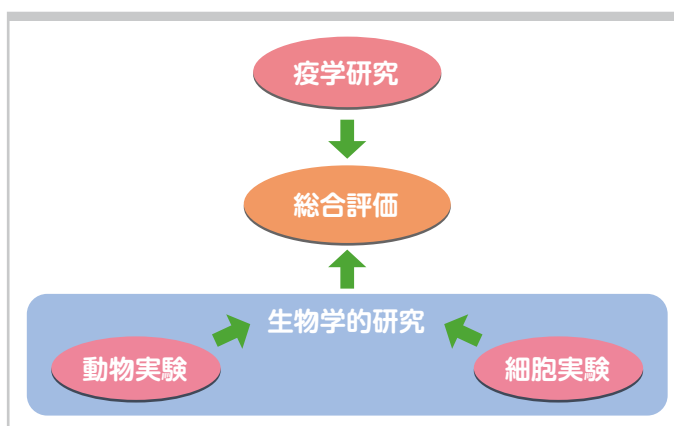 疫学研究
総合評価
生物学的研究
動物実験
細胞実験